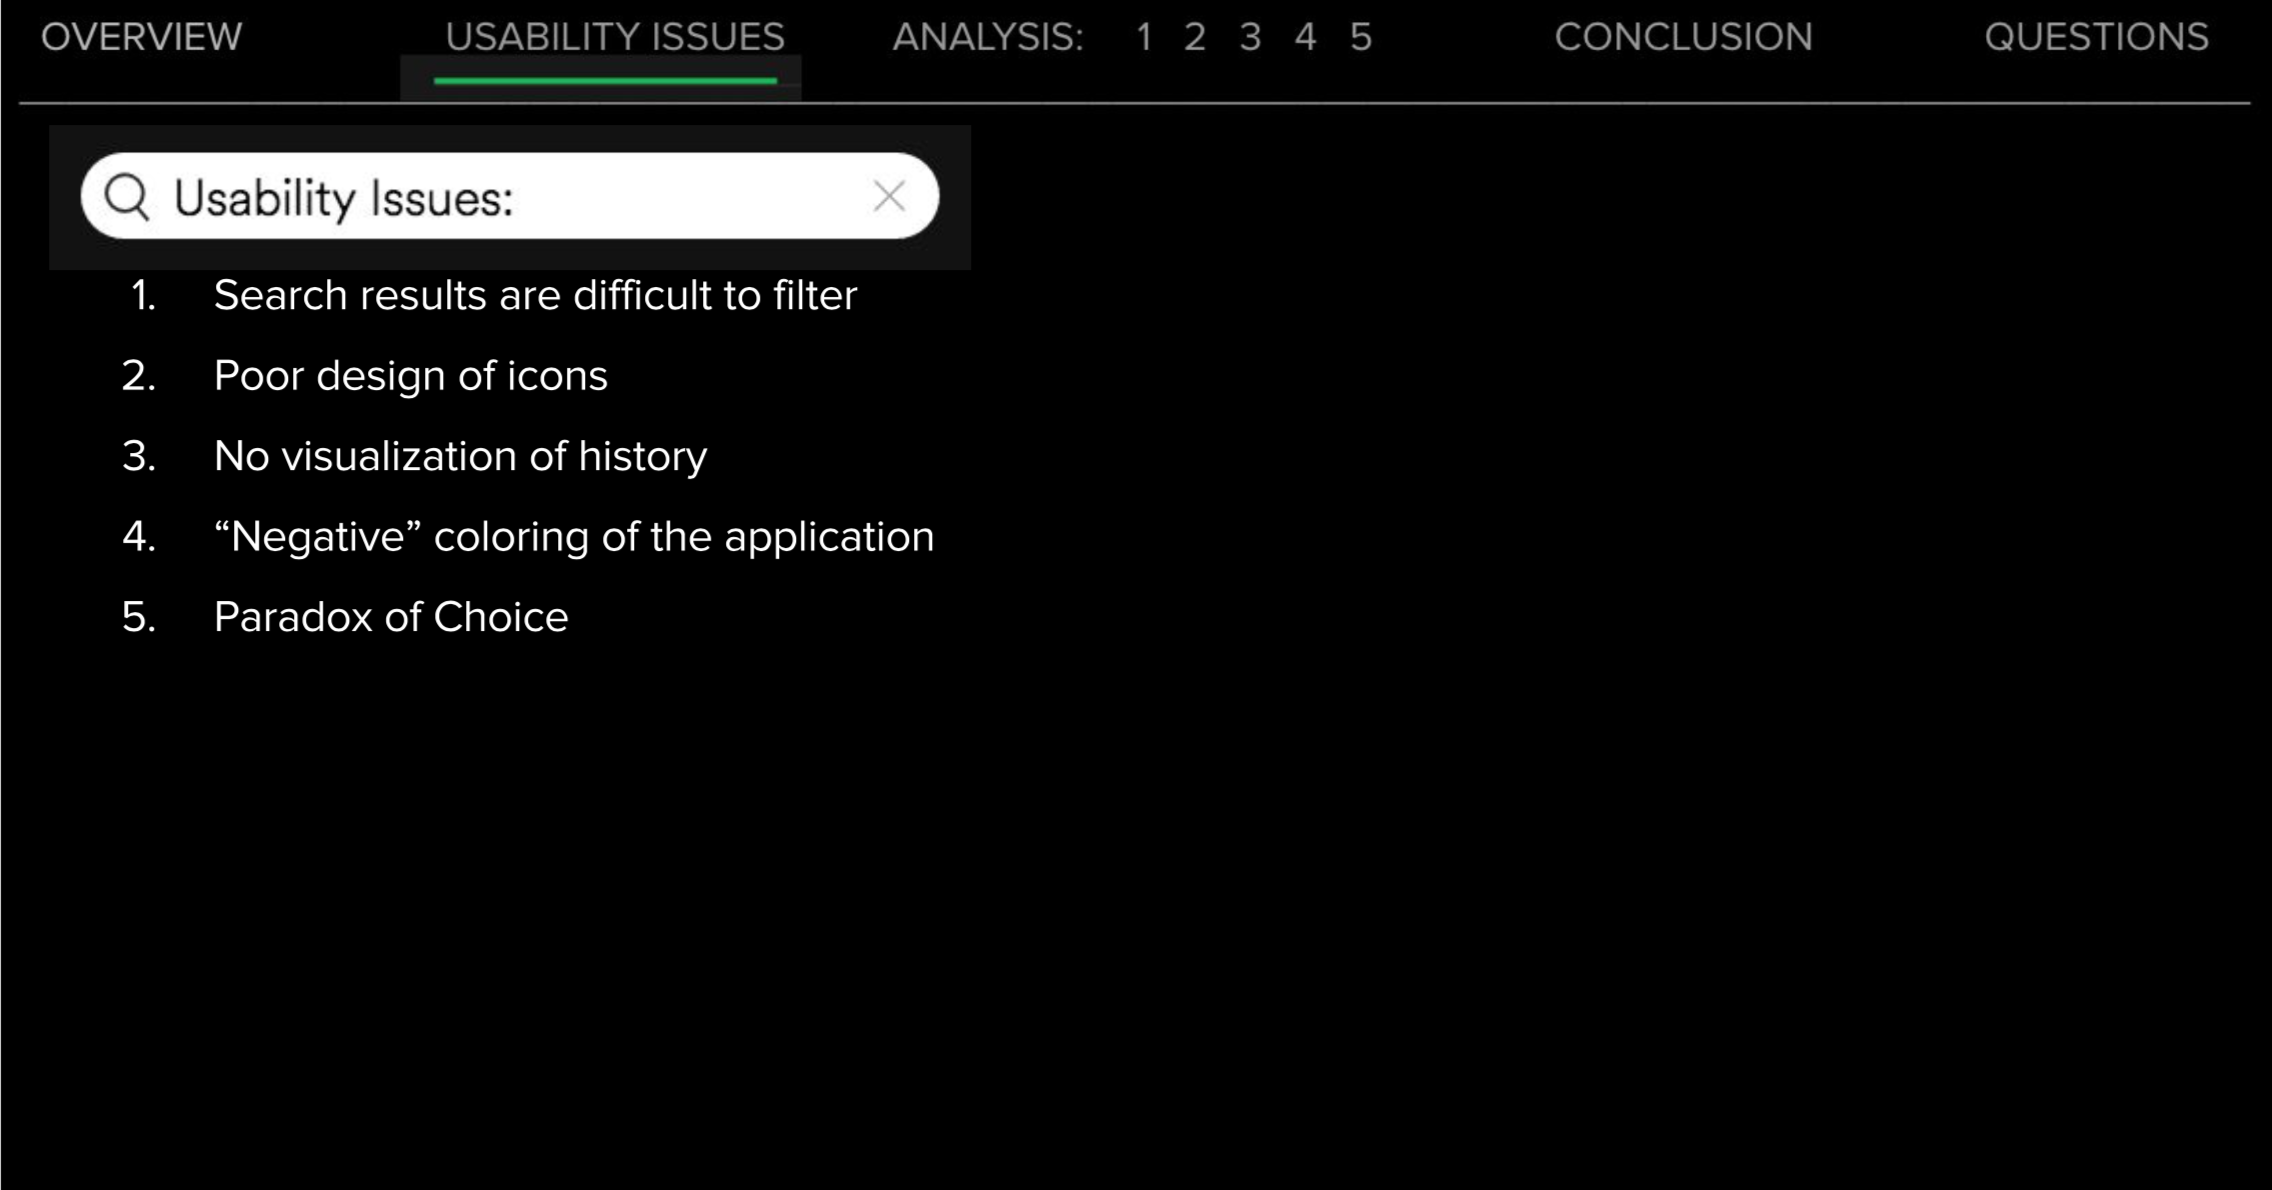 OVERVIEW USABILITY ISSUES ANALYSIS: 1 2 3 4 5 CONCLUSION QUESTIONS
Usability Issues:
1. Search results are difficult to filter
2. Poor design of icons
3. No visualization of history
4. “Negative” coloring of the application
5. Paradox of Choice